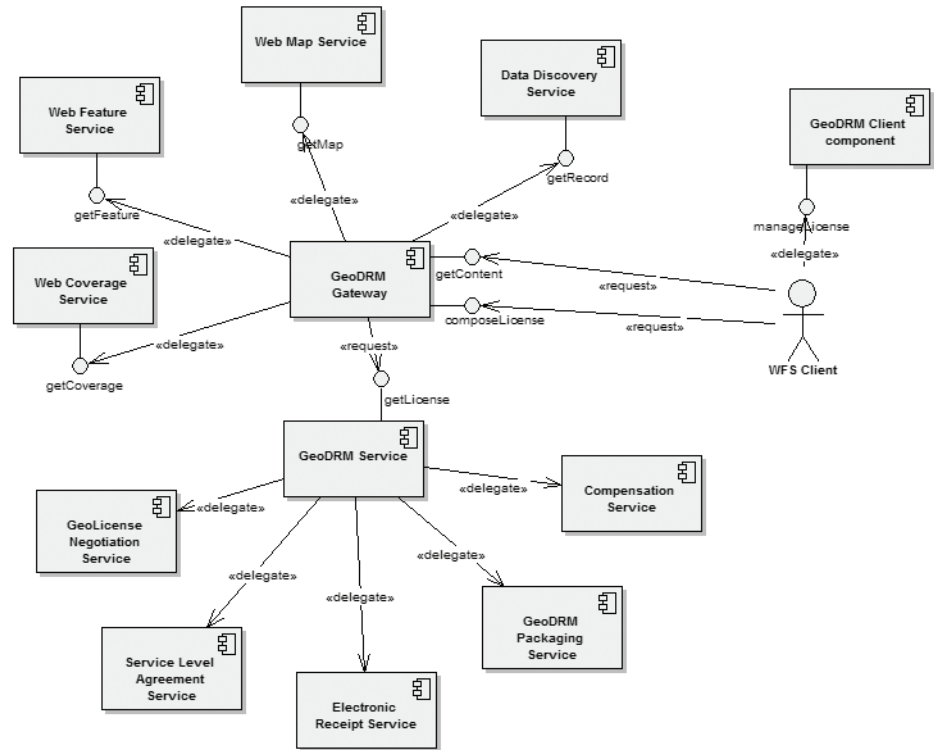 Web Map Service
Data Discovery
Service
Web Feature
Service
GeoDRM Client
component
getMap
getRecord
«delegate»
getFeature
«delegate»
manageLicense
«delegate»
«delegate»
Web Coverage
Service
GeoDRM
Gateway
getContent
«request»
composeLicense
«request»
«delegate»
«request»
WFS Client
getCoverage
getLicense
GeoDRM Service
«delegate»
Compensation
Service
«delegate»
GeoLicense
Negotiation
Service
«delegate»
«delegate»
«delegate»
GeoDRM
Packaging
Service
Service Level
Agreement
Service
Electronic
Receipt Service